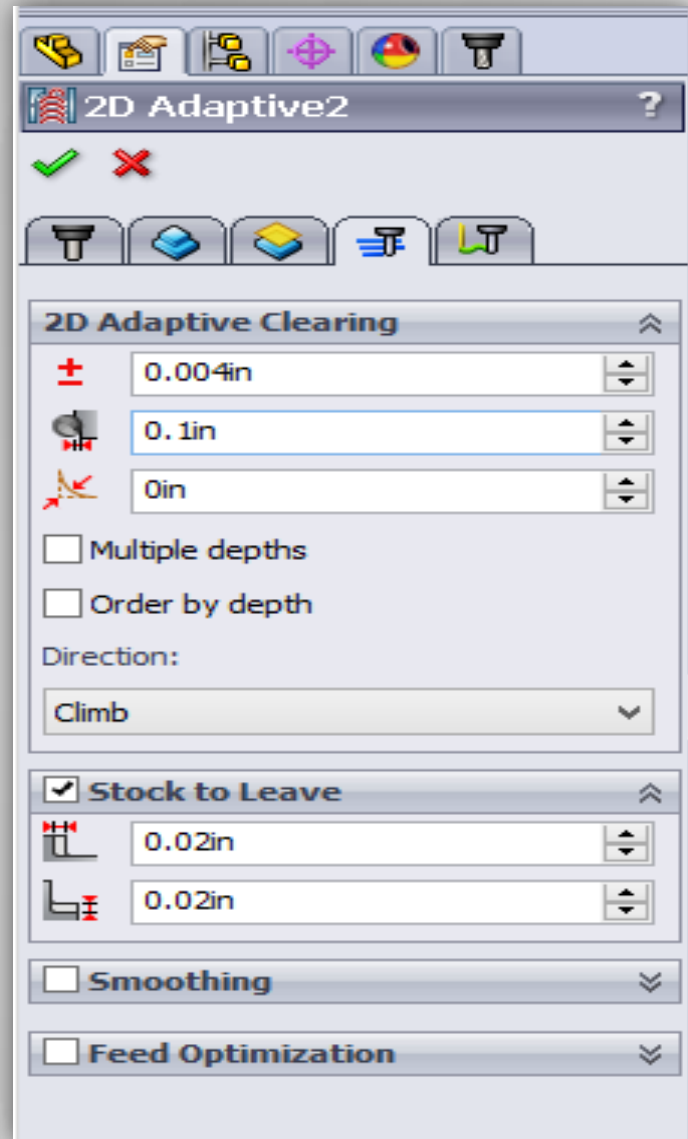 2D Adaptive2 ?
2D Adaptive Clearing
0.004in
0.1in
0in
Multiple depths
Order by depth
Direction:
Climb
Stock to Leave
0.02in
0.02in
Smoothing
Feed Optimization